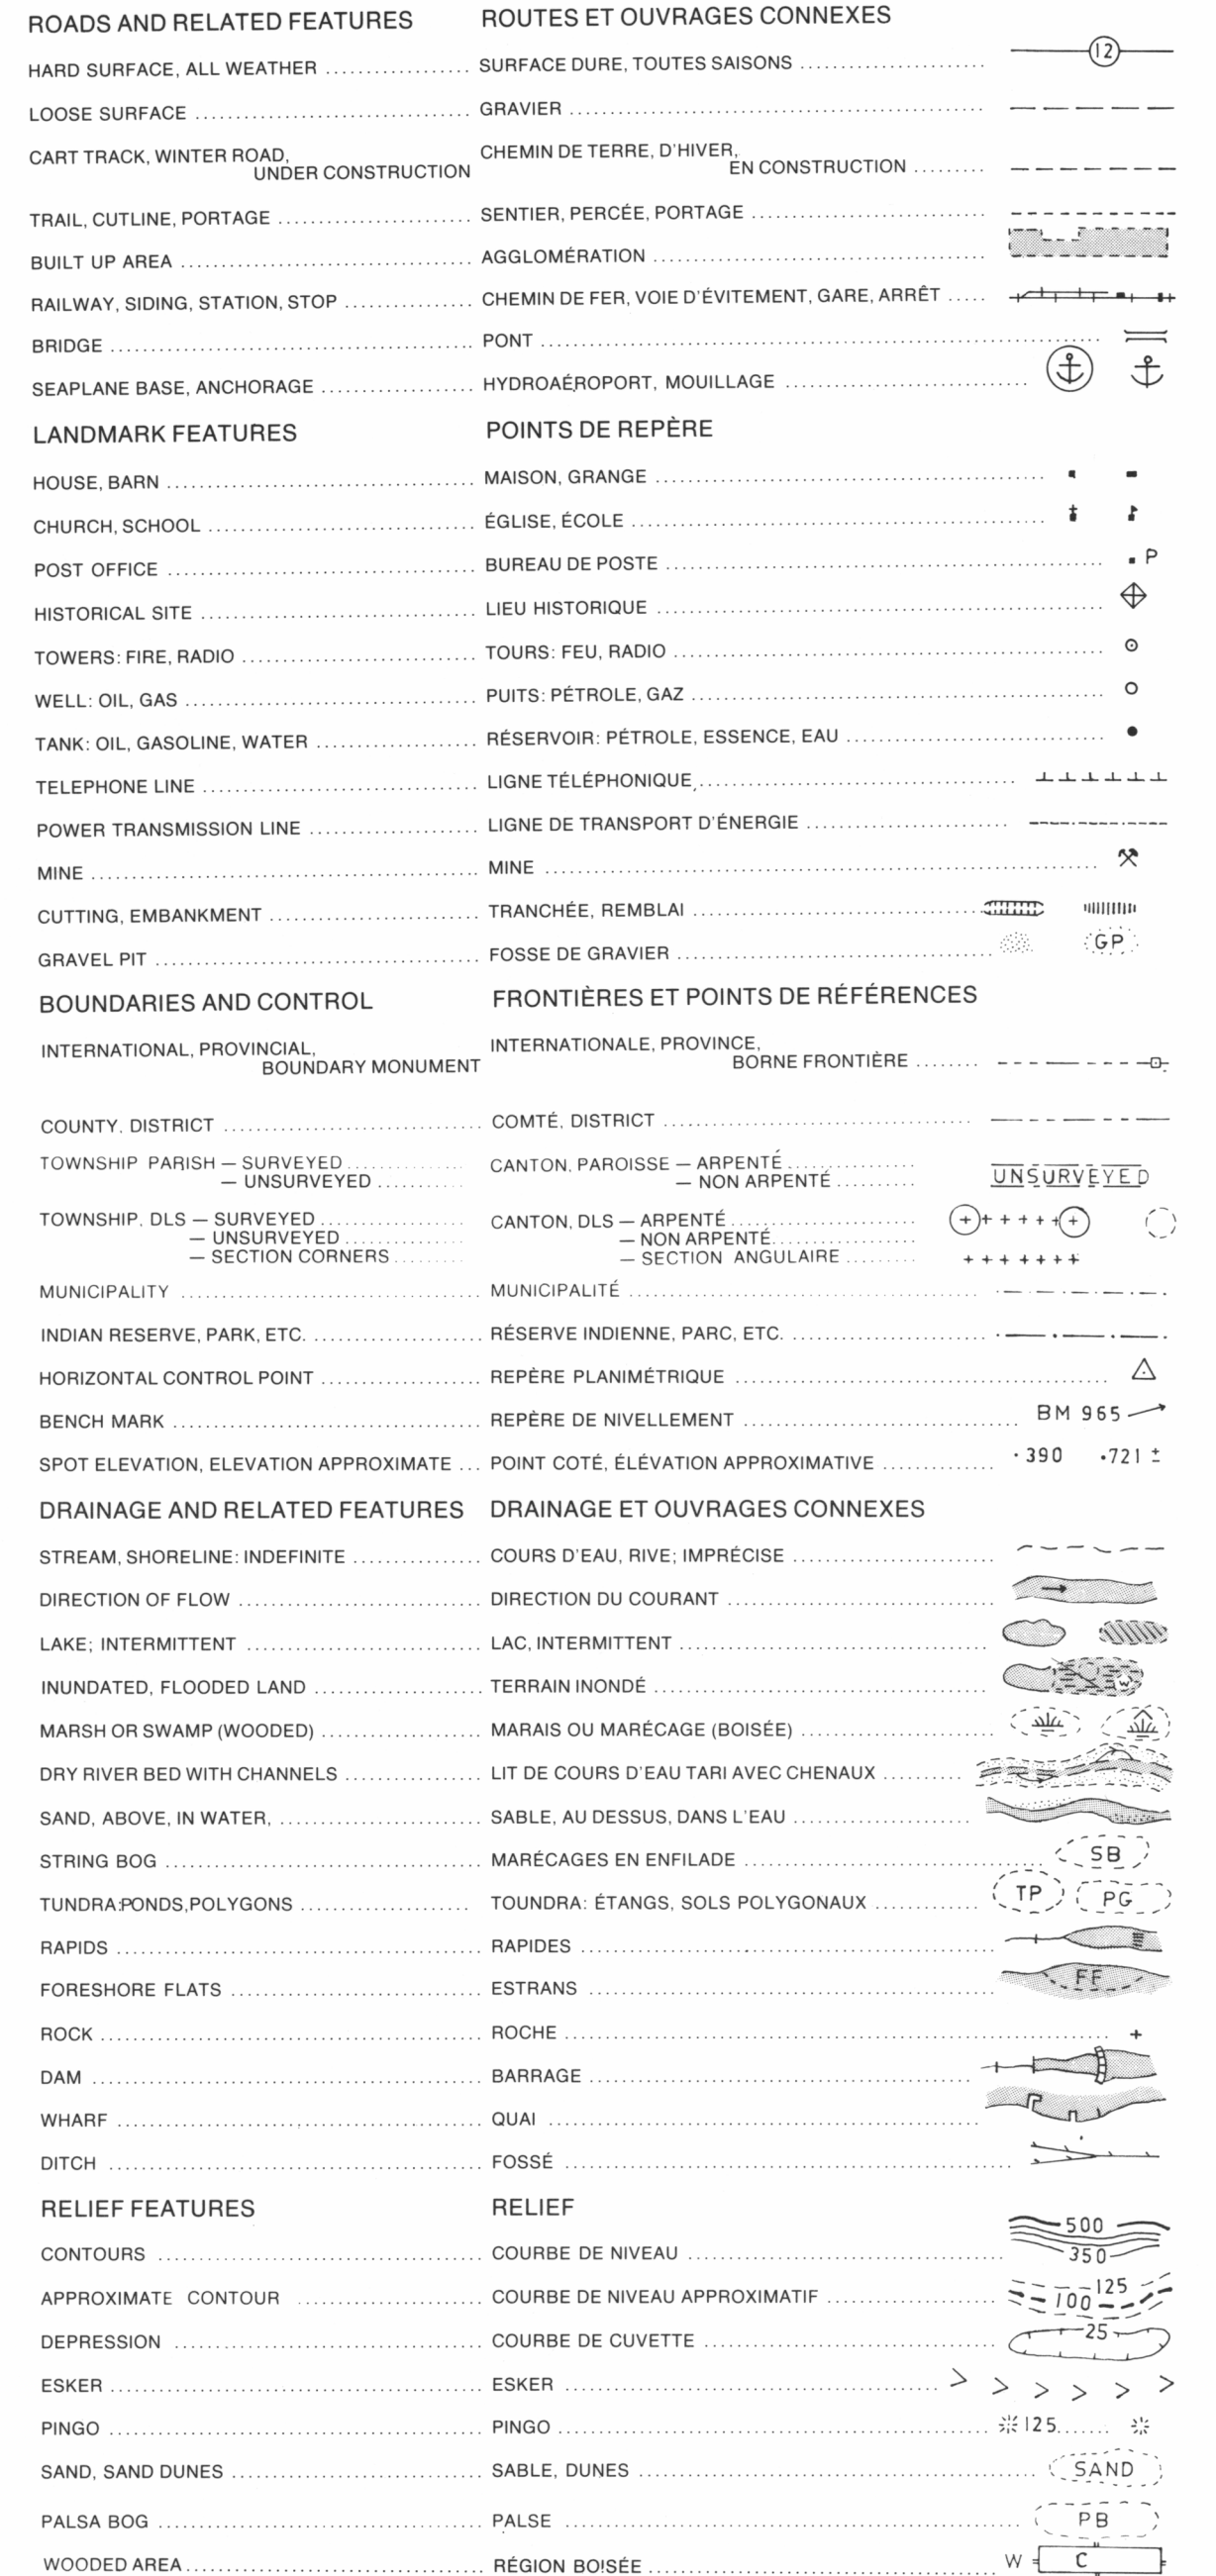 ROADS AND RELATED FEATURES ROUTES ET OUVRAGES CONNEXES
HARD SURFACE, ALL WEATHER SURFACE DURE, TOUTES SAISONS 12
LOOSE SURFACE GRAVIER
CART TRACK, WINTER ROAD, CHEMIN DE TERRE, D'HIVER,
UNDER CONSTRUCTION EN CONSTRUCTION
TRAIL, CUTLINE, PORTAGE SENTIER, PERCÉE, PORTAGE
BUILT UP AREA AGGLOMÉRATION
RAILWAY, SIDING, STATION, STOP CHEMIN DE FER, VOIE D'ÉVITEMENT, GARE, ARRÊT
BRIDGE PONT
SEAPLANE BASE, ANCHORAGE HYDROAÉROPORT, MOUILLAGE
LANDMARK FEATURES POINTS DE REPÈRE
HOUSE, BARN MAISON, GRANGE
CHURCH, SCHOOL ÉGLISE, ÉCOLE
POST OFFICE BUREAU DE POSTE P
HISTORICAL SITE LIEU HISTORIQUE
TOWERS: FIRE, RADIO TOURS: FEU, RADIO
WELL: OIL, GAS PUITS: PÉTROLE, GAZ
TANK: OIL, GASOLINE, WATER RÉSERVOIR: PÉTROLE, ESSENCE, EAU
TELEPHONE LINE LIGNE TÉLÉPHONIQUE
POWER TRANSMISSION LINE LIGNE DE TRANSPORT D'ÉNERGIE
MINE MINE
CUTTING, EMBANKMENT TRANCHÉE, REMBLAI
GRAVEL PIT FOSSE DE GRAVIER GP
BOUNDARIES AND CONTROL FRONTIÈRES ET POINTS DE RÉFÉRENCES
INTERNATIONAL, PROVINCIAL, INTERNATIONALE, PROVINCE,
BOUNDARY MONUMENT BORNE FRONTIÈRE
COUNTY. DISTRICT COMTÉ, DISTRICT
TOWNSHIP PARISH — SURVEYED CANTON, PAROISSE — ARPENTÉ UNSURVEYED
— UNSURVEYED — NON ARPENTÉ
TOWNSHIP, DLS — SURVEYED CANTON, DLS — ARPENTÉ
— UNSURVEYED — NON ARPENTÉ
— SECTION CORNERS — SECTION ANGULAIRE
MUNICIPALITY MUNICIPALITÉ
INDIAN RESERVE, PARK, ETC. RÉSERVE INDIENNE, PARC, ETC.
HORIZONTAL CONTROL POINT REPÈRE PLANIMÉTRIQUE
BENCH MARK REPÈRE DE NIVELLEMENT BM 965
SPOT ELEVATION, ELEVATION APPROXIMATE POINT COTÉ, ÉLÉVATION APPROXIMATIVE ·390 ·721 ±
DRAINAGE AND RELATED FEATURES DRAINAGE ET OUVRAGES CONNEXES
STREAM, SHORELINE: INDEFINITE COURS D'EAU, RIVE; IMPRÉCISE
DIRECTION OF FLOW DIRECTION DU COURANT
LAKE; INTERMITTENT LAC, INTERMITTENT
INUNDATED, FLOODED LAND TERRAIN INONDÉ W
MARSH OR SWAMP (WOODED) MARAIS OU MARÉCAGE (BOISÉE)
DRY RIVER BED WITH CHANNELS LIT DE COURS D'EAU TARI AVEC CHENAUX
SAND, ABOVE, IN WATER, SABLE, AU DESSUS, DANS L'EAU
STRING BOG MARÉCAGES EN ENFILADE SB
TUNDRA:PONDS,POLYGONS TOUNDRA: ÉTANGS, SOLS POLYGONAUX TP PG
RAPIDS RAPIDES
FORESHORE FLATS ESTRANS FF
ROCK ROCHE
DAM BARRAGE
WHARF QUAI
DITCH FOSSÉ
RELIEF FEATURES RELIEF
CONTOURS COURBE DE NIVEAU 500 350
APPROXIMATE CONTOUR COURBE DE NIVEAU APPROXIMATIF 125 100
DEPRESSION COURBE DE CUVETTE 25
ESKER ESKER
PINGO PINGO 125
SAND, SAND DUNES SABLE, DUNES SAND
PALSA BOG PALSE PB
WOODED AREA RÉGION BOISÉE W C